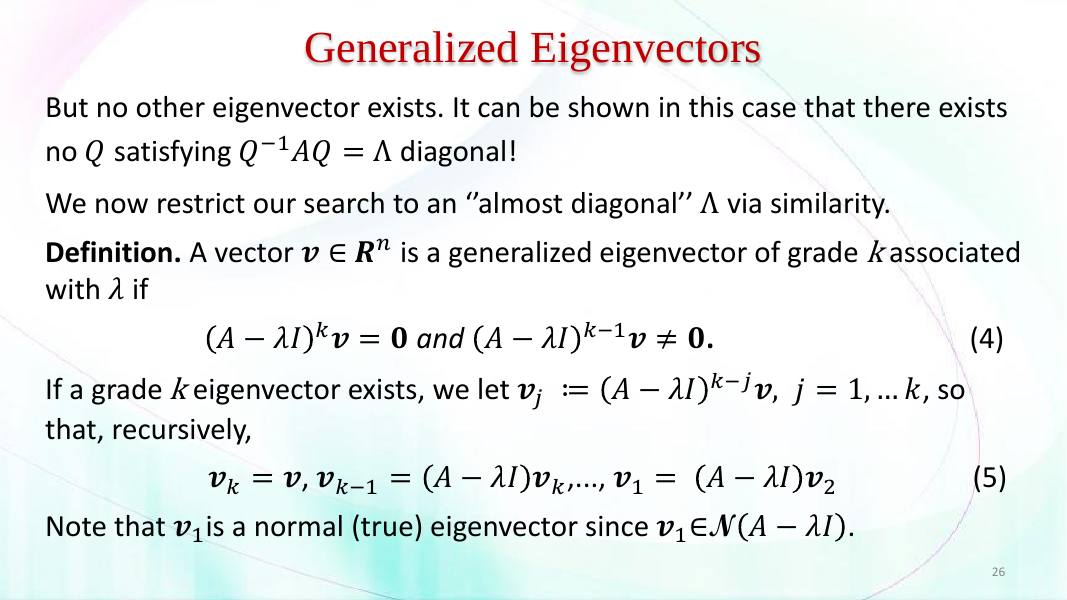 Generalized Eigenvectors
But no other eigenvector exists. It can be shown in this case that there exists
no 𝑄 satisfying 𝑄⁻¹𝐴𝑄 = Λ diagonal!
We now restrict our search to an ‘’almost diagonal’’ Λ via similarity.
Definition. A vector 𝒗 ∈ 𝑹ⁿ is a generalized eigenvector of grade 𝑘 associated
with 𝜆 if
(𝐴 − 𝜆𝐼)ᵏ𝒗 = 𝟎 and (𝐴 − 𝜆𝐼)ᵏ⁻¹𝒗 ≠ 𝟎. (4)
If a grade 𝑘 eigenvector exists, we let 𝒗ⱼ ≔ (𝐴 − 𝜆𝐼)ᵏ⁻ʲ𝒗, 𝑗 = 1, … 𝑘, so
that, recursively,
𝒗ₖ = 𝒗, 𝒗ₖ₋₁ = (𝐴 − 𝜆𝐼)𝒗ₖ,…, 𝒗₁ = (𝐴 − 𝜆𝐼)𝒗₂ (5)
Note that 𝒗₁is a normal (true) eigenvector since 𝒗₁∈𝓝(𝐴 − 𝜆𝐼).
26